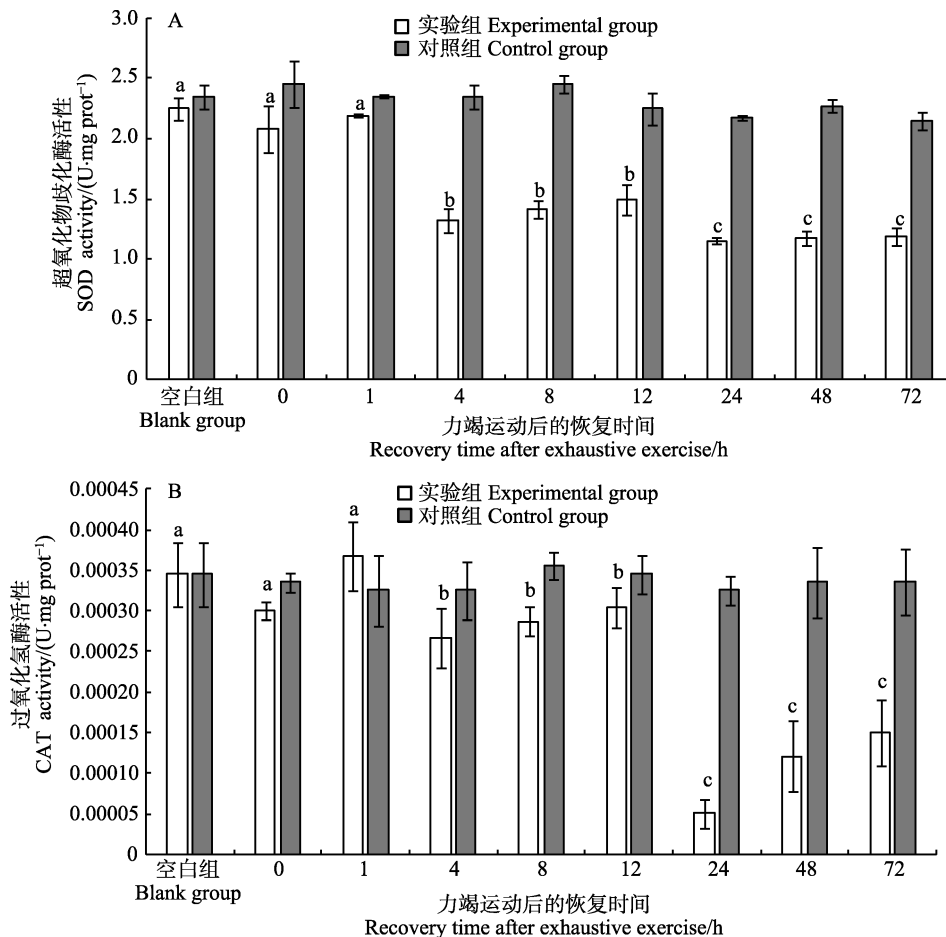 A
实验组 Experimental group
对照组 Control group
超氧化物歧化酶活性
SOD activity/(U·mg prot⁻¹)
3.0
2.5
2.0
1.5
1.0
0.5
0
a
a
a
b
b
b
c
c
c
空白组 0 1 4 8 12 24 48 72
Blank group
力竭运动后的恢复时间
Recovery time after exhaustive exercise/h
B
实验组 Experimental group
对照组 Control group
过氧化氢酶活性
CAT activity/(U·mg prot⁻¹)
0.00045
0.00040
0.00035
0.00030
0.00025
0.00020
0.00015
0.00010
0.00005
0
a
a
a
b
b
b
c
c
c
空白组 0 1 4 8 12 24 48 72
Blank group
力竭运动后的恢复时间
Recovery time after exhaustive exercise/h